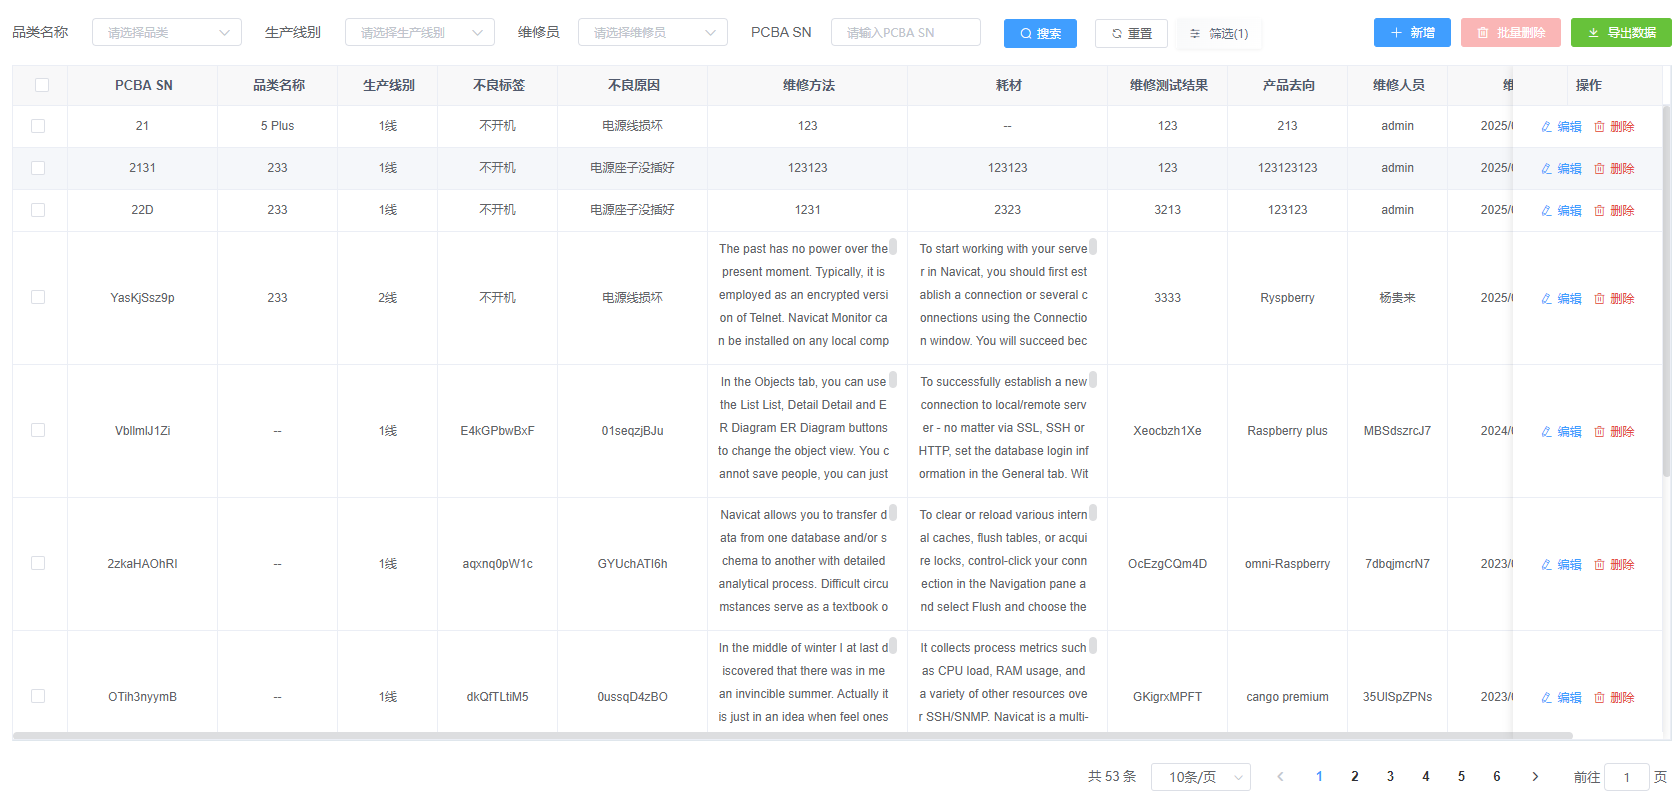 品类名称 请选择品类 生产线别 请选择生产线别 维修员 请选择维修员 PCBA SN 请输入PCBA SN 搜索 重置 筛选(1) 新增 批量删除 导出数据
PCBA SN 品类名称 生产线别 不良标签 不良原因 维修方法 耗材 维修测试结果 产品去向 维修人员 维 操作
21 5 Plus 1线 不开机 电源线损坏 123 -- 123 213 admin 2025/ 编辑 删除
2131 233 1线 不开机 电源座子没插好 123123 123123 123 123123123 admin 2025/ 编辑 删除
22D 233 1线 不开机 电源座子没插好 1231 2323 3213 123123 admin 2025/ 编辑 删除
YasKjSsz9p 233 2线 不开机 电源线损坏
The past has no power over the
present moment. Typically, it is
employed as an encrypted versi
on of Telnet. Navicat Monitor ca
n be installed on any local comp
To start working with your serve
r in Navicat, you should first est
ablish a connection or several c
onnections using the Connectio
n window. You will succeed bec
3333 Ryspberry 杨贵来 2025/ 编辑 删除
VbIlmlJ1Zi -- 1线 E4kGPbwBxF 01seqzjBJu
In the Objects tab, you can use
the List List, Detail Detail and E
R Diagram ER Diagram buttons
to change the object view. You c
annot save people, you can just
To successfully establish a new
connection to local/remote serv
er - no matter via SSL, SSH or
HTTP, set the database login inf
ormation in the General tab. Wit
Xeocbzh1Xe Raspberry plus MBSdszrcJ7 2024/ 编辑 删除
2zkaHAOhRI -- 1线 aqxnq0pW1c GYUchATl6h
Navicat allows you to transfer d
ata from one database and/or s
chema to another with detailed
analytical process. Difficult circu
mstances serve as a textbook o
To clear or reload various intern
al caches, flush tables, or acqui
re locks, control-click your conn
ection in the Navigation pane a
nd select Flush and choose the
OcEzgCQm4D omni-Raspberry 7dbqjmcrN7 2023/ 编辑 删除
OTih3nyymB -- 1线 dkQfTLtiM5 0ussqD4zBO
In the middle of winter I at last d
iscovered that there was in me
an invincible summer. Actually it
is just in an idea when feel ones
It collects process metrics such
as CPU load, RAM usage, and
a variety of other resources ove
r SSH/SNMP. Navicat is a multi-
GKigrxMPFT cango premium 35UlSpZPNs 2023/ 编辑 删除
共 53 条 10条/页 1 2 3 4 5 6 前往 1 页